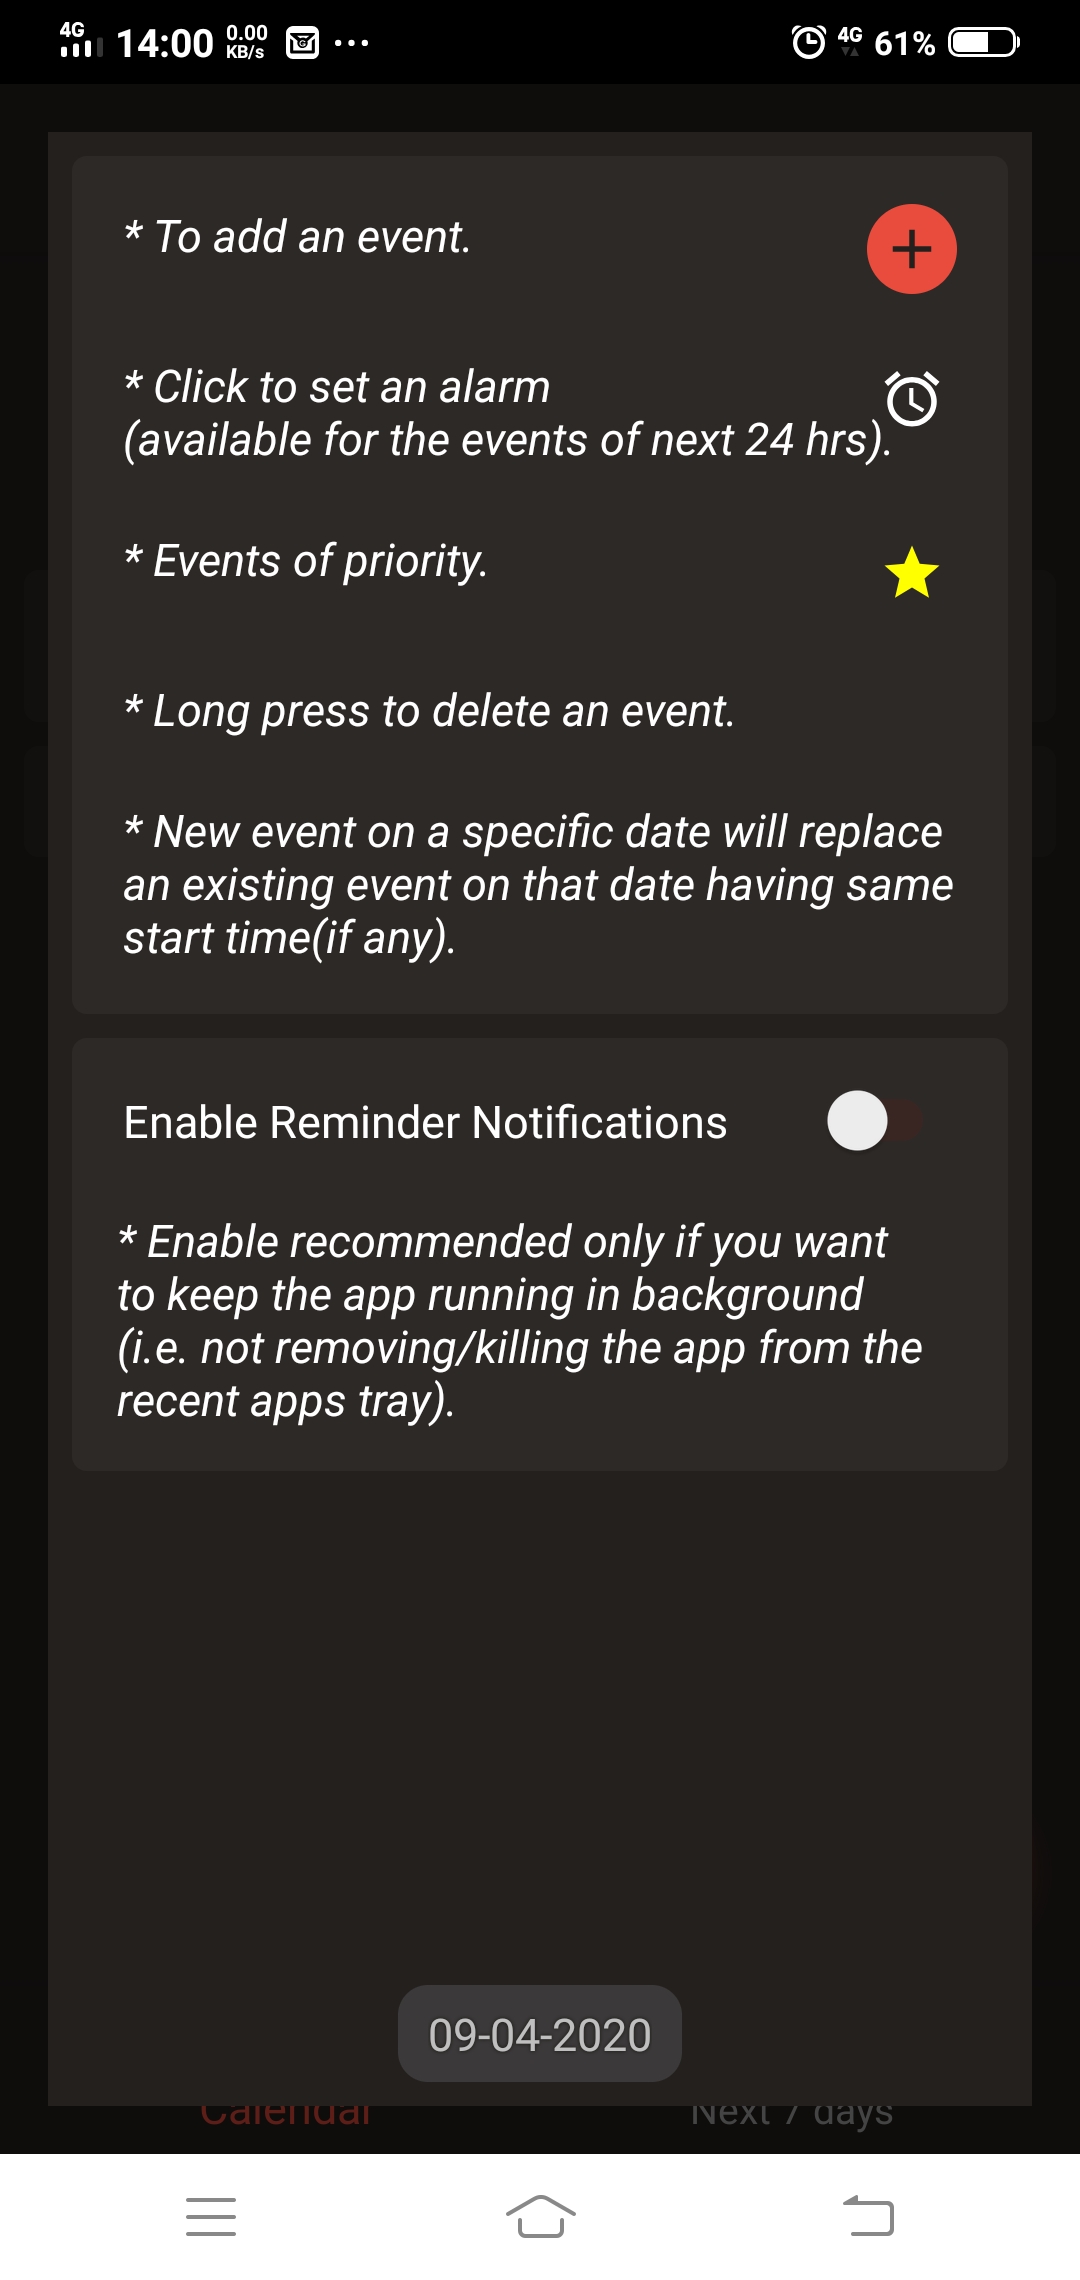 4G 14:00 0.00 KB/s 4G 61%
* To add an event.
* Click to set an alarm
(available for the events of next 24 hrs).
* Events of priority.
* Long press to delete an event.
* New event on a specific date will replace
an existing event on that date having same
start time(if any).
Enable Reminder Notifications
* Enable recommended only if you want
to keep the app running in background
(i.e. not removing/killing the app from the
recent apps tray).
09-04-2020
Calendar Next 7 days